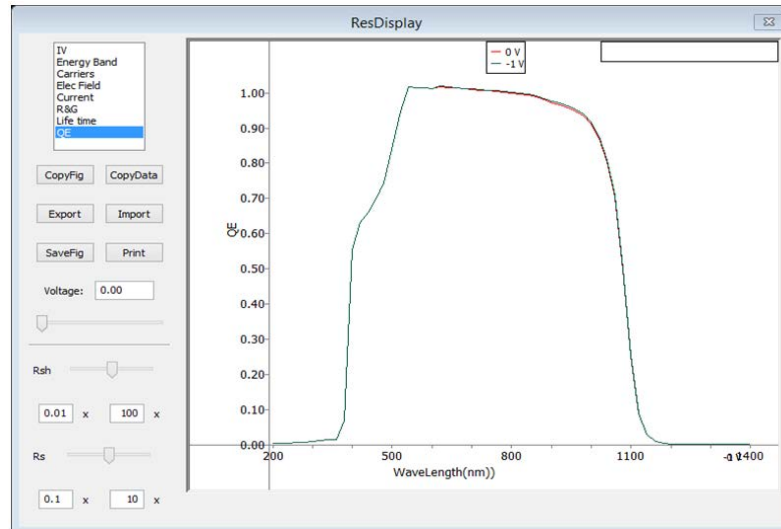 ResDisplay
IV
Energy Band
Carriers
Elec Field
Current
R&G
Life time
QE
CopyFig CopyData
Export Import
SaveFig Print
Voltage: 0.00
Rsh
0.01 x 100 x
Rs
0.1 x 10 x
0 V
-1 V
QE
1.00
0.90
0.80
0.70
0.60
0.50
0.40
0.30
0.20
0.10
0.00
200 500 800 1100 1400
-1 V
WaveLength(nm))